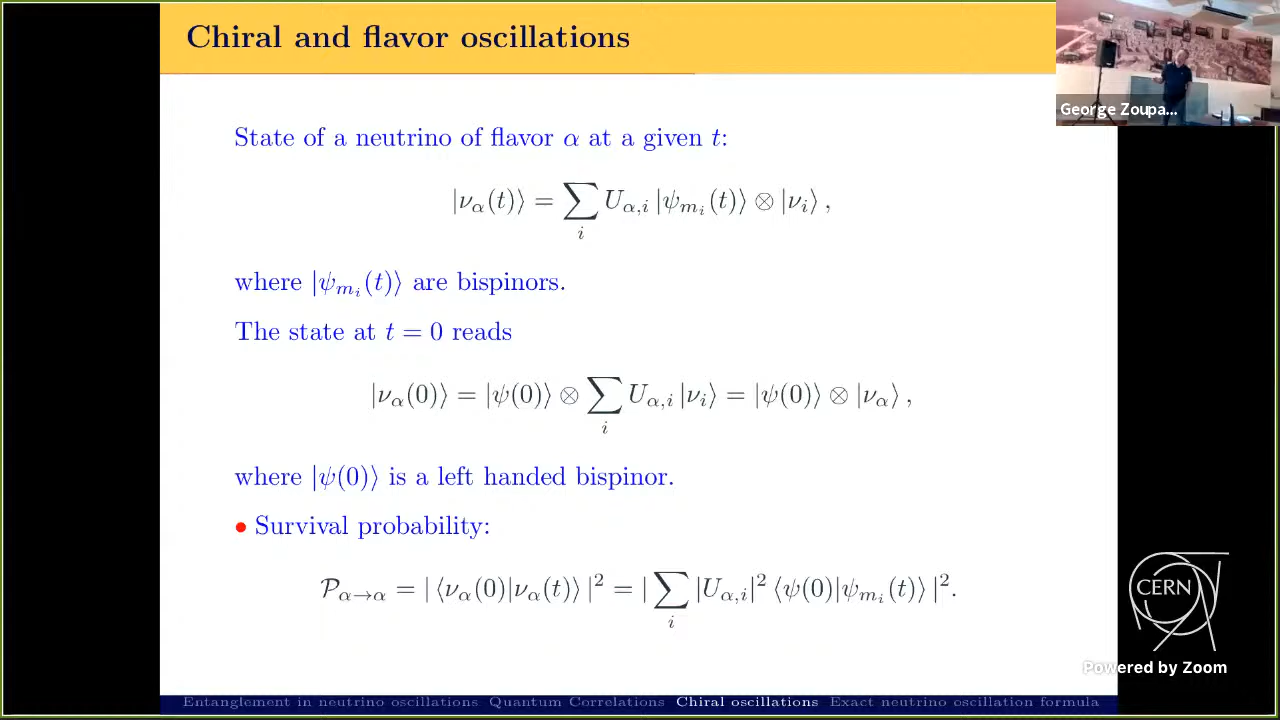 Chiral and flavor oscillations
George Zoupa...
State of a neutrino of flavor α at a given t:
|ν_α(t)⟩ = ∑_i U_{α,i} |ψ_{m_i}(t)⟩ ⊗ |ν_i⟩ ,
where |ψ_{m_i}(t)⟩ are bispinors.
The state at t = 0 reads
|ν_α(0)⟩ = |ψ(0)⟩ ⊗ ∑_i U_{α,i} |ν_i⟩ = |ψ(0)⟩ ⊗ |ν_α⟩ ,
where |ψ(0)⟩ is a left handed bispinor.
• Survival probability:
𝒫_{α→α} = | ⟨ν_α(0)|ν_α(t)⟩ |² = | ∑_i |U_{α,i}|² ⟨ψ(0)|ψ_{m_i}(t)⟩ |².
CERN
Powered by Zoom
Entanglement in neutrino oscillations Quantum Correlations Chiral oscillations Exact neutrino oscillation formula